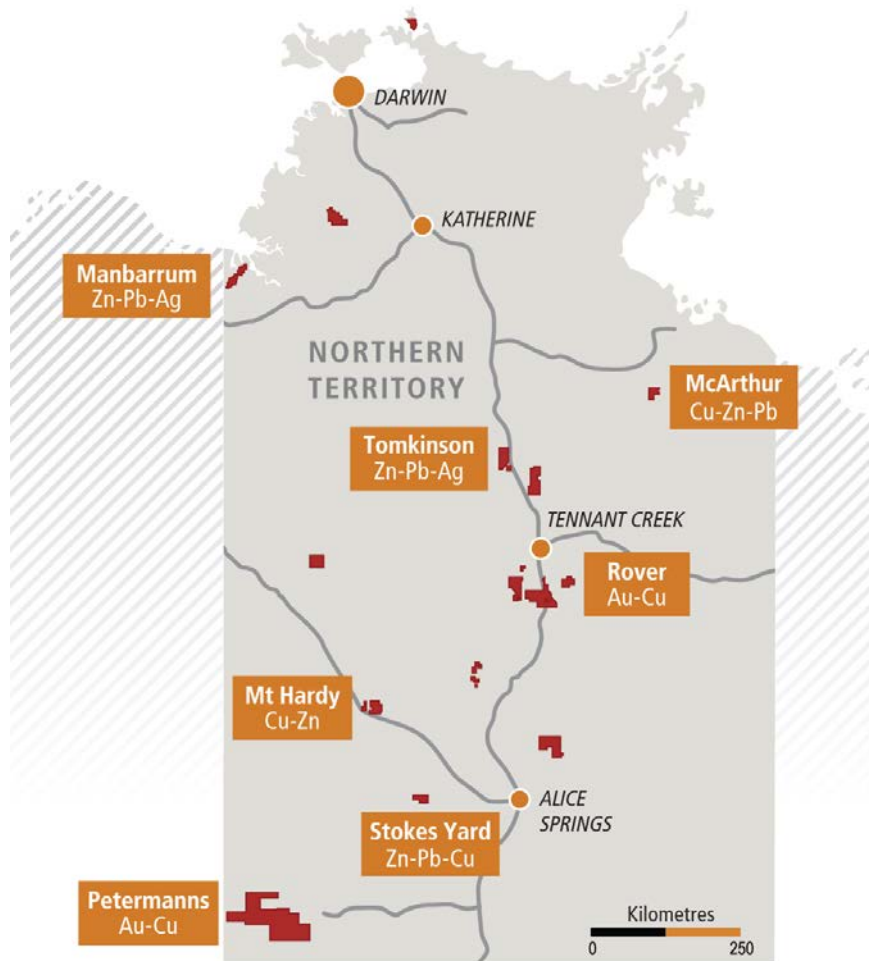 DARWIN
KATHERINE
Manbarrum
Zn-Pb-Ag
NORTHERN
TERRITORY
McArthur
Cu-Zn-Pb
Tomkinson
Zn-Pb-Ag
TENNANT CREEK
Rover
Au-Cu
Mt Hardy
Cu-Zn
ALICE
SPRINGS
Stokes Yard
Zn-Pb-Cu
Petermanns
Au-Cu
Kilometres
0 250